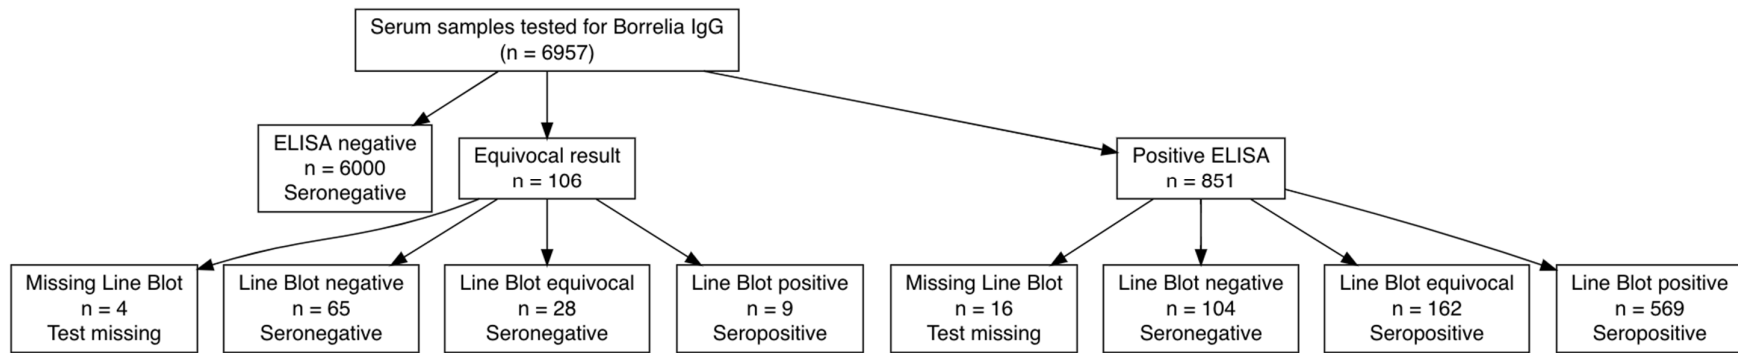 Serum samples tested for Borrelia IgG
(n = 6957)
ELISA negative
n = 6000
Seronegative
Equivocal result
n = 106
Positive ELISA
n = 851
Missing Line Blot
n = 4
Test missing
Line Blot negative
n = 65
Seronegative
Line Blot equivocal
n = 28
Seronegative
Line Blot positive
n = 9
Seropositive
Missing Line Blot
n = 16
Test missing
Line Blot negative
n = 104
Seronegative
Line Blot equivocal
n = 162
Seropositive
Line Blot positive
n = 569
Seropositive